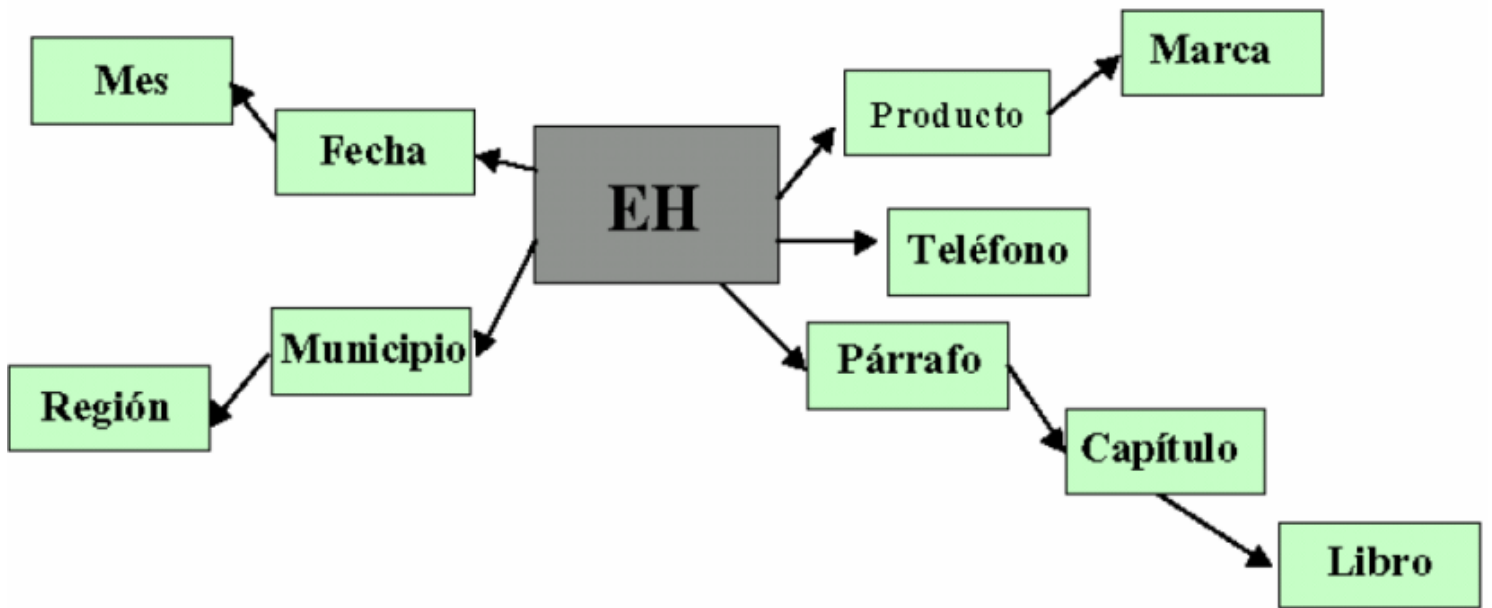 Marca
Mes
Producto
Fecha
EH
Teléfono
Municipio
Párrafo
Región
Capítulo
Libro